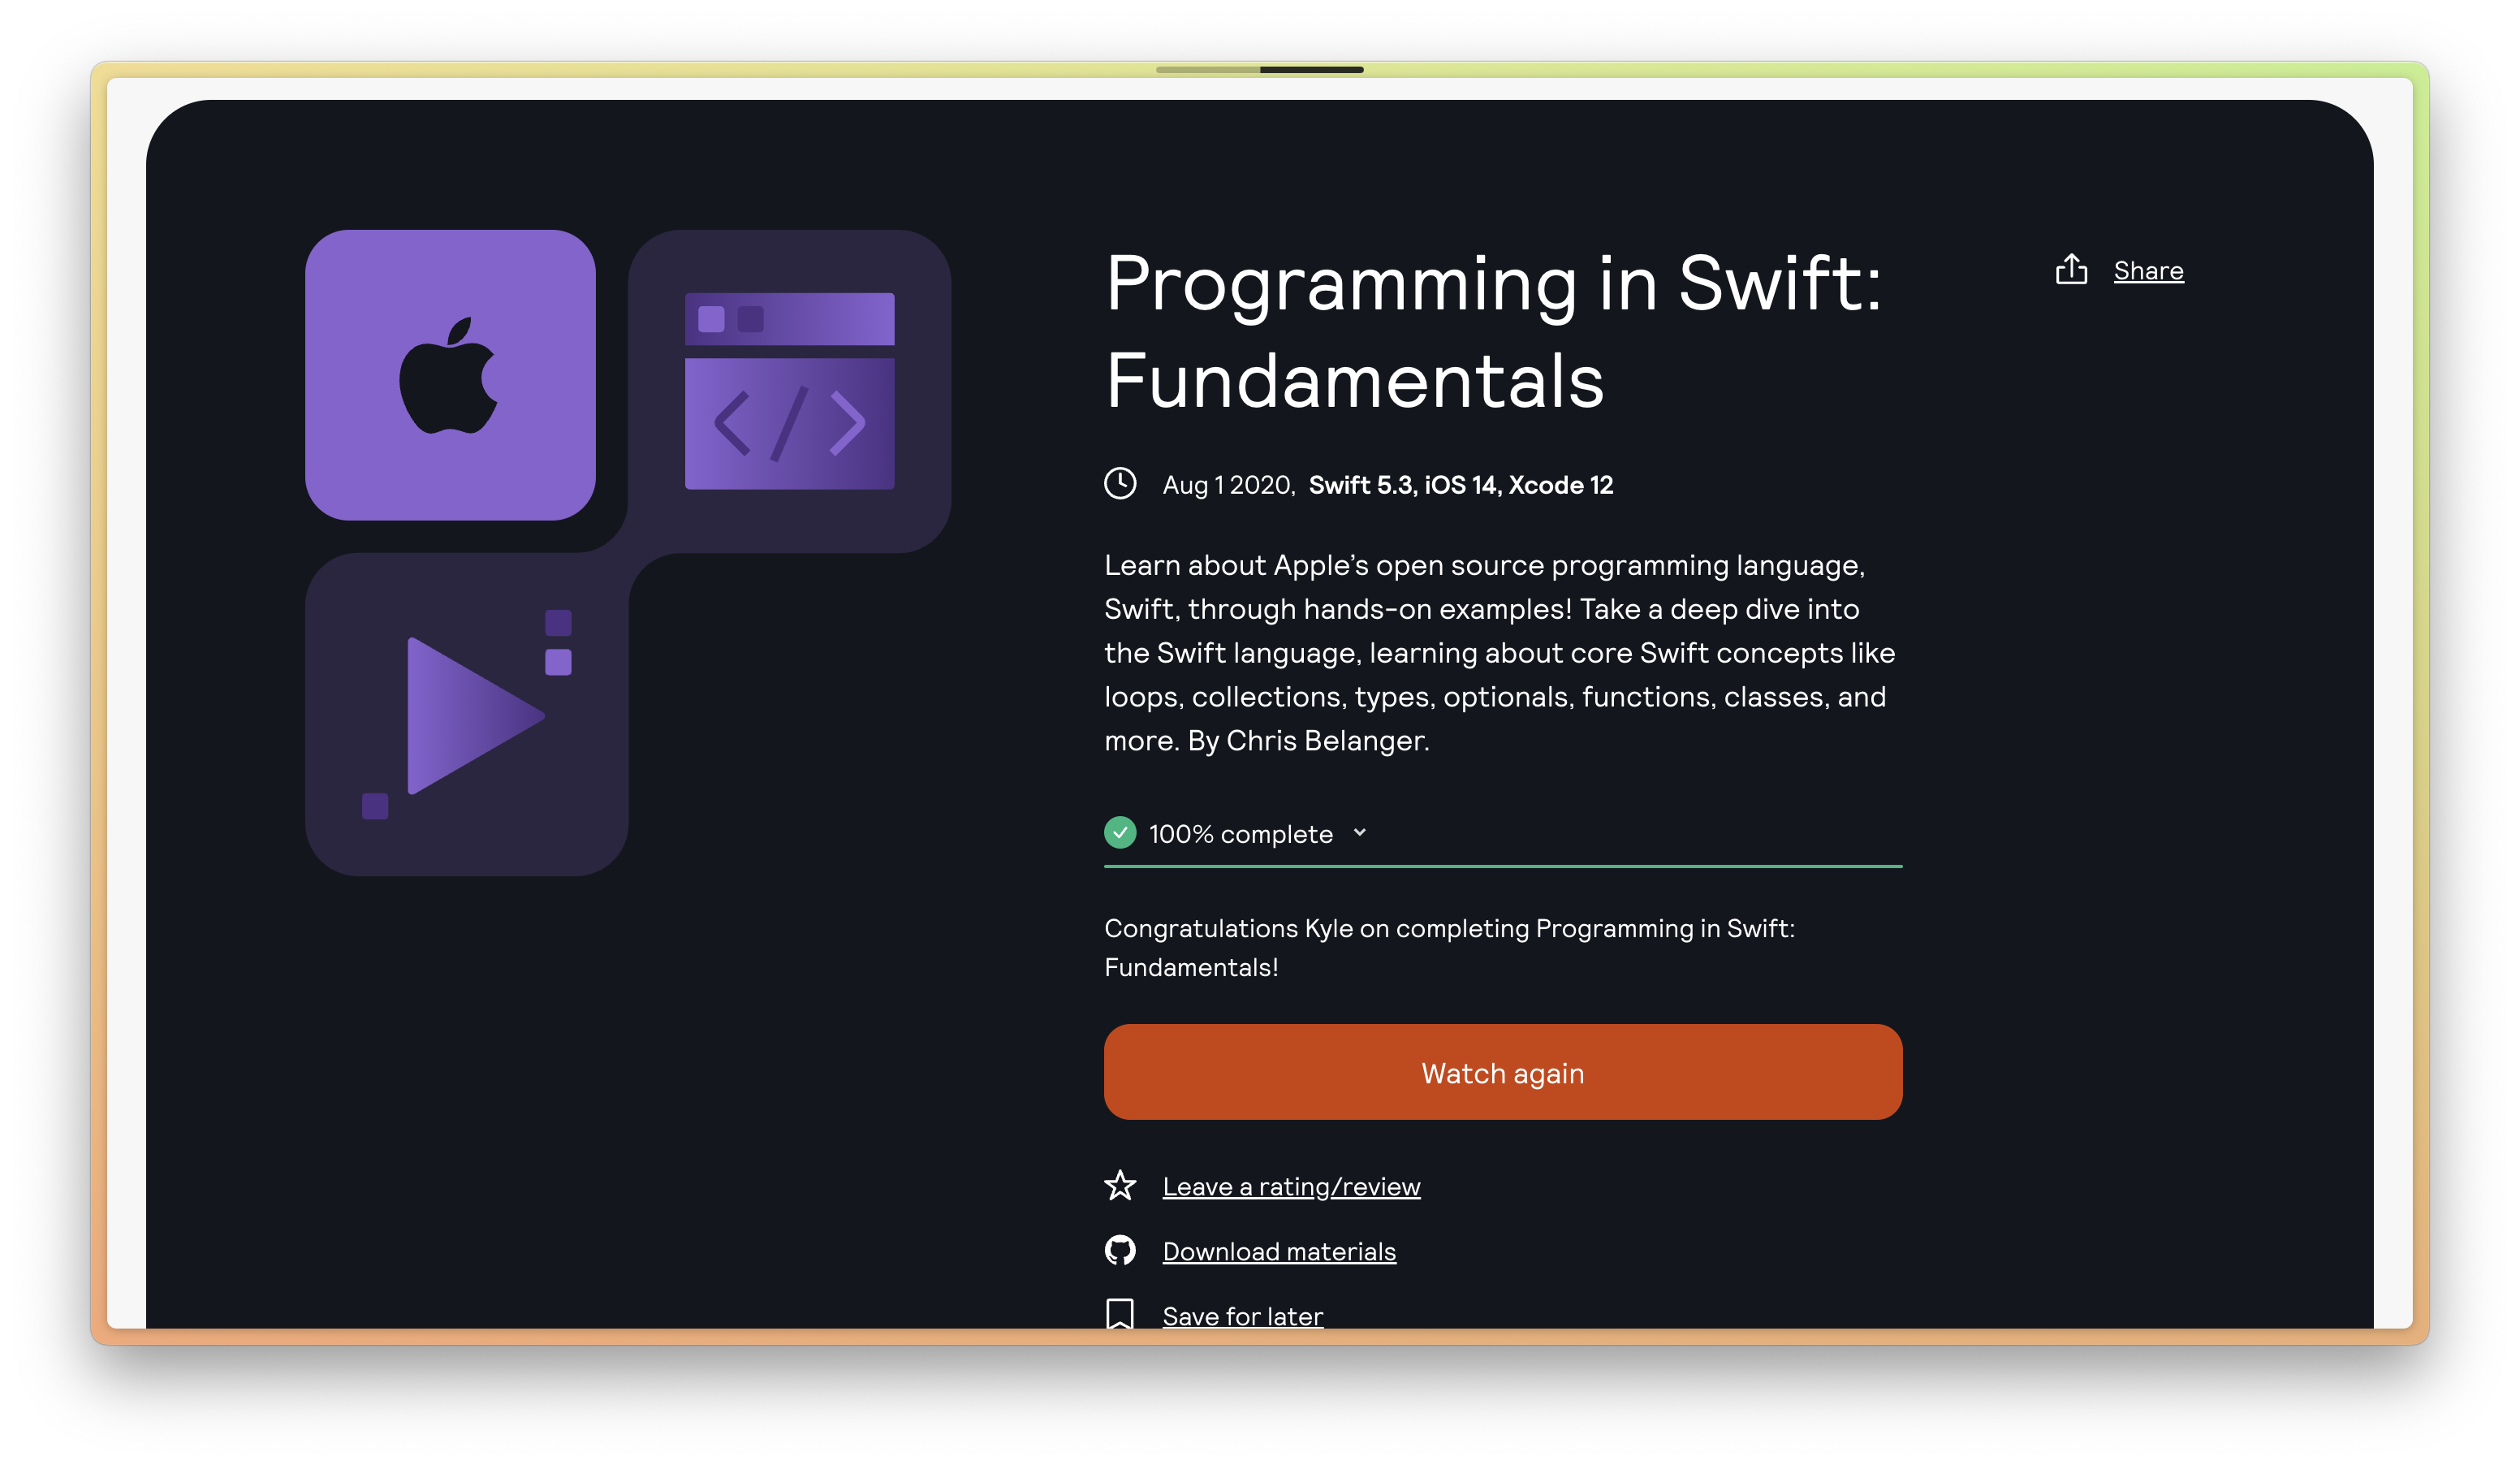 Programming in Swift:
Fundamentals
Share
Aug 1 2020, Swift 5.3, iOS 14, Xcode 12
Learn about Apple’s open source programming language,
Swift, through hands-on examples! Take a deep dive into
the Swift language, learning about core Swift concepts like
loops, collections, types, optionals, functions, classes, and
more. By Chris Belanger.
100% complete
Congratulations Kyle on completing Programming in Swift:
Fundamentals!
Watch again
Leave a rating/review
Download materials
Save for later